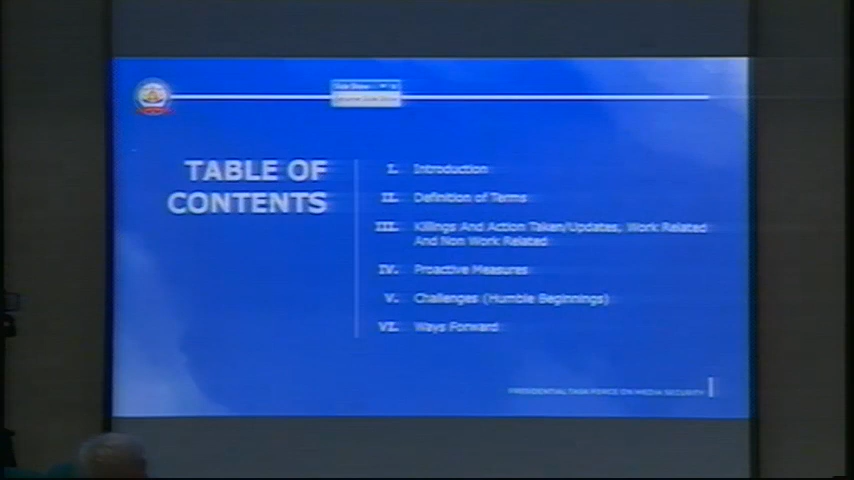 TABLE OF
CONTENTS
I. Introduction
II. Definition of Terms
III. Killings And Action Taken/Updates, Work Related
And Non Work Related
IV. Proactive Measures
V. Challenges (Humble Beginnings)
VI. Ways Forward
PRESIDENTIAL TASK FORCE ON MEDIA SECURITY